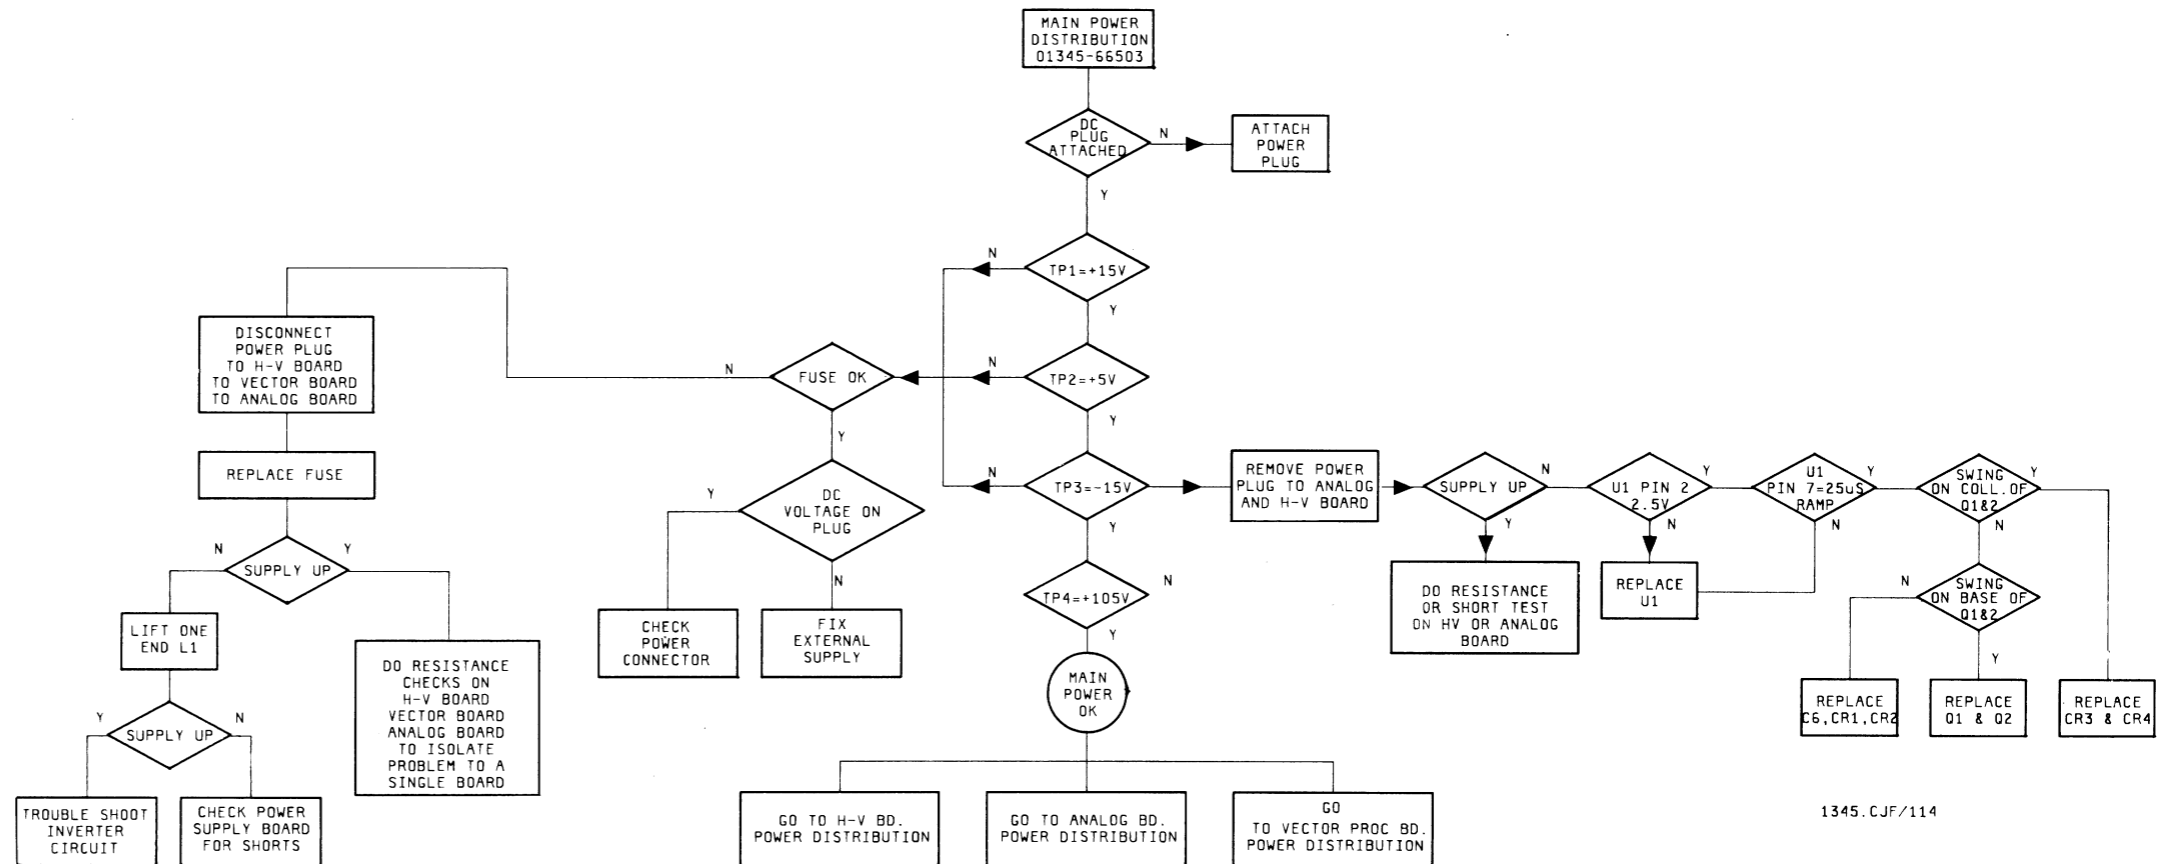 MAIN POWER
DISTRIBUTION
01345-66503
DC
PLUG
ATTACHED
N
ATTACH
POWER
PLUG
Y
TP1=+15V
N
Y
TP2=+5V
N
Y
TP3=-15V
N
Y
TP4=+105V
N
Y
MAIN
POWER
OK
GO TO H-V BD.
POWER DISTRIBUTION
GO TO ANALOG BD.
POWER DISTRIBUTION
GO
TO VECTOR PROC BD.
POWER DISTRIBUTION
FUSE OK
N
Y
DC
VOLTAGE ON
PLUG
Y
N
CHECK
POWER
CONNECTOR
FIX
EXTERNAL
SUPPLY
DISCONNECT
POWER PLUG
TO H-V BOARD
TO VECTOR BOARD
TO ANALOG BOARD
REPLACE FUSE
SUPPLY UP
N
Y
LIFT ONE
END L1
DO RESISTANCE
CHECKS ON
H-V BOARD
VECTOR BOARD
ANALOG BOARD
TO ISOLATE
PROBLEM TO A
SINGLE BOARD
SUPPLY UP
Y
N
TROUBLE SHOOT
INVERTER
CIRCUIT
CHECK POWER
SUPPLY BOARD
FOR SHORTS
REMOVE POWER
PLUG TO ANALOG
AND H-V BOARD
SUPPLY UP
N
Y
DO RESISTANCE
OR SHORT TEST
ON HV OR ANALOG
BOARD
U1 PIN 2
2.5V
Y
N
REPLACE
U1
U1
PIN 7=25uS
RAMP
Y
N
SWING
ON COLL.OF
Q1&2
Y
N
SWING
ON BASE OF
Q1&2
N
Y
REPLACE
C6,CR1,CR2
REPLACE
Q1 & Q2
REPLACE
CR3 & CR4
1345.CJF/114